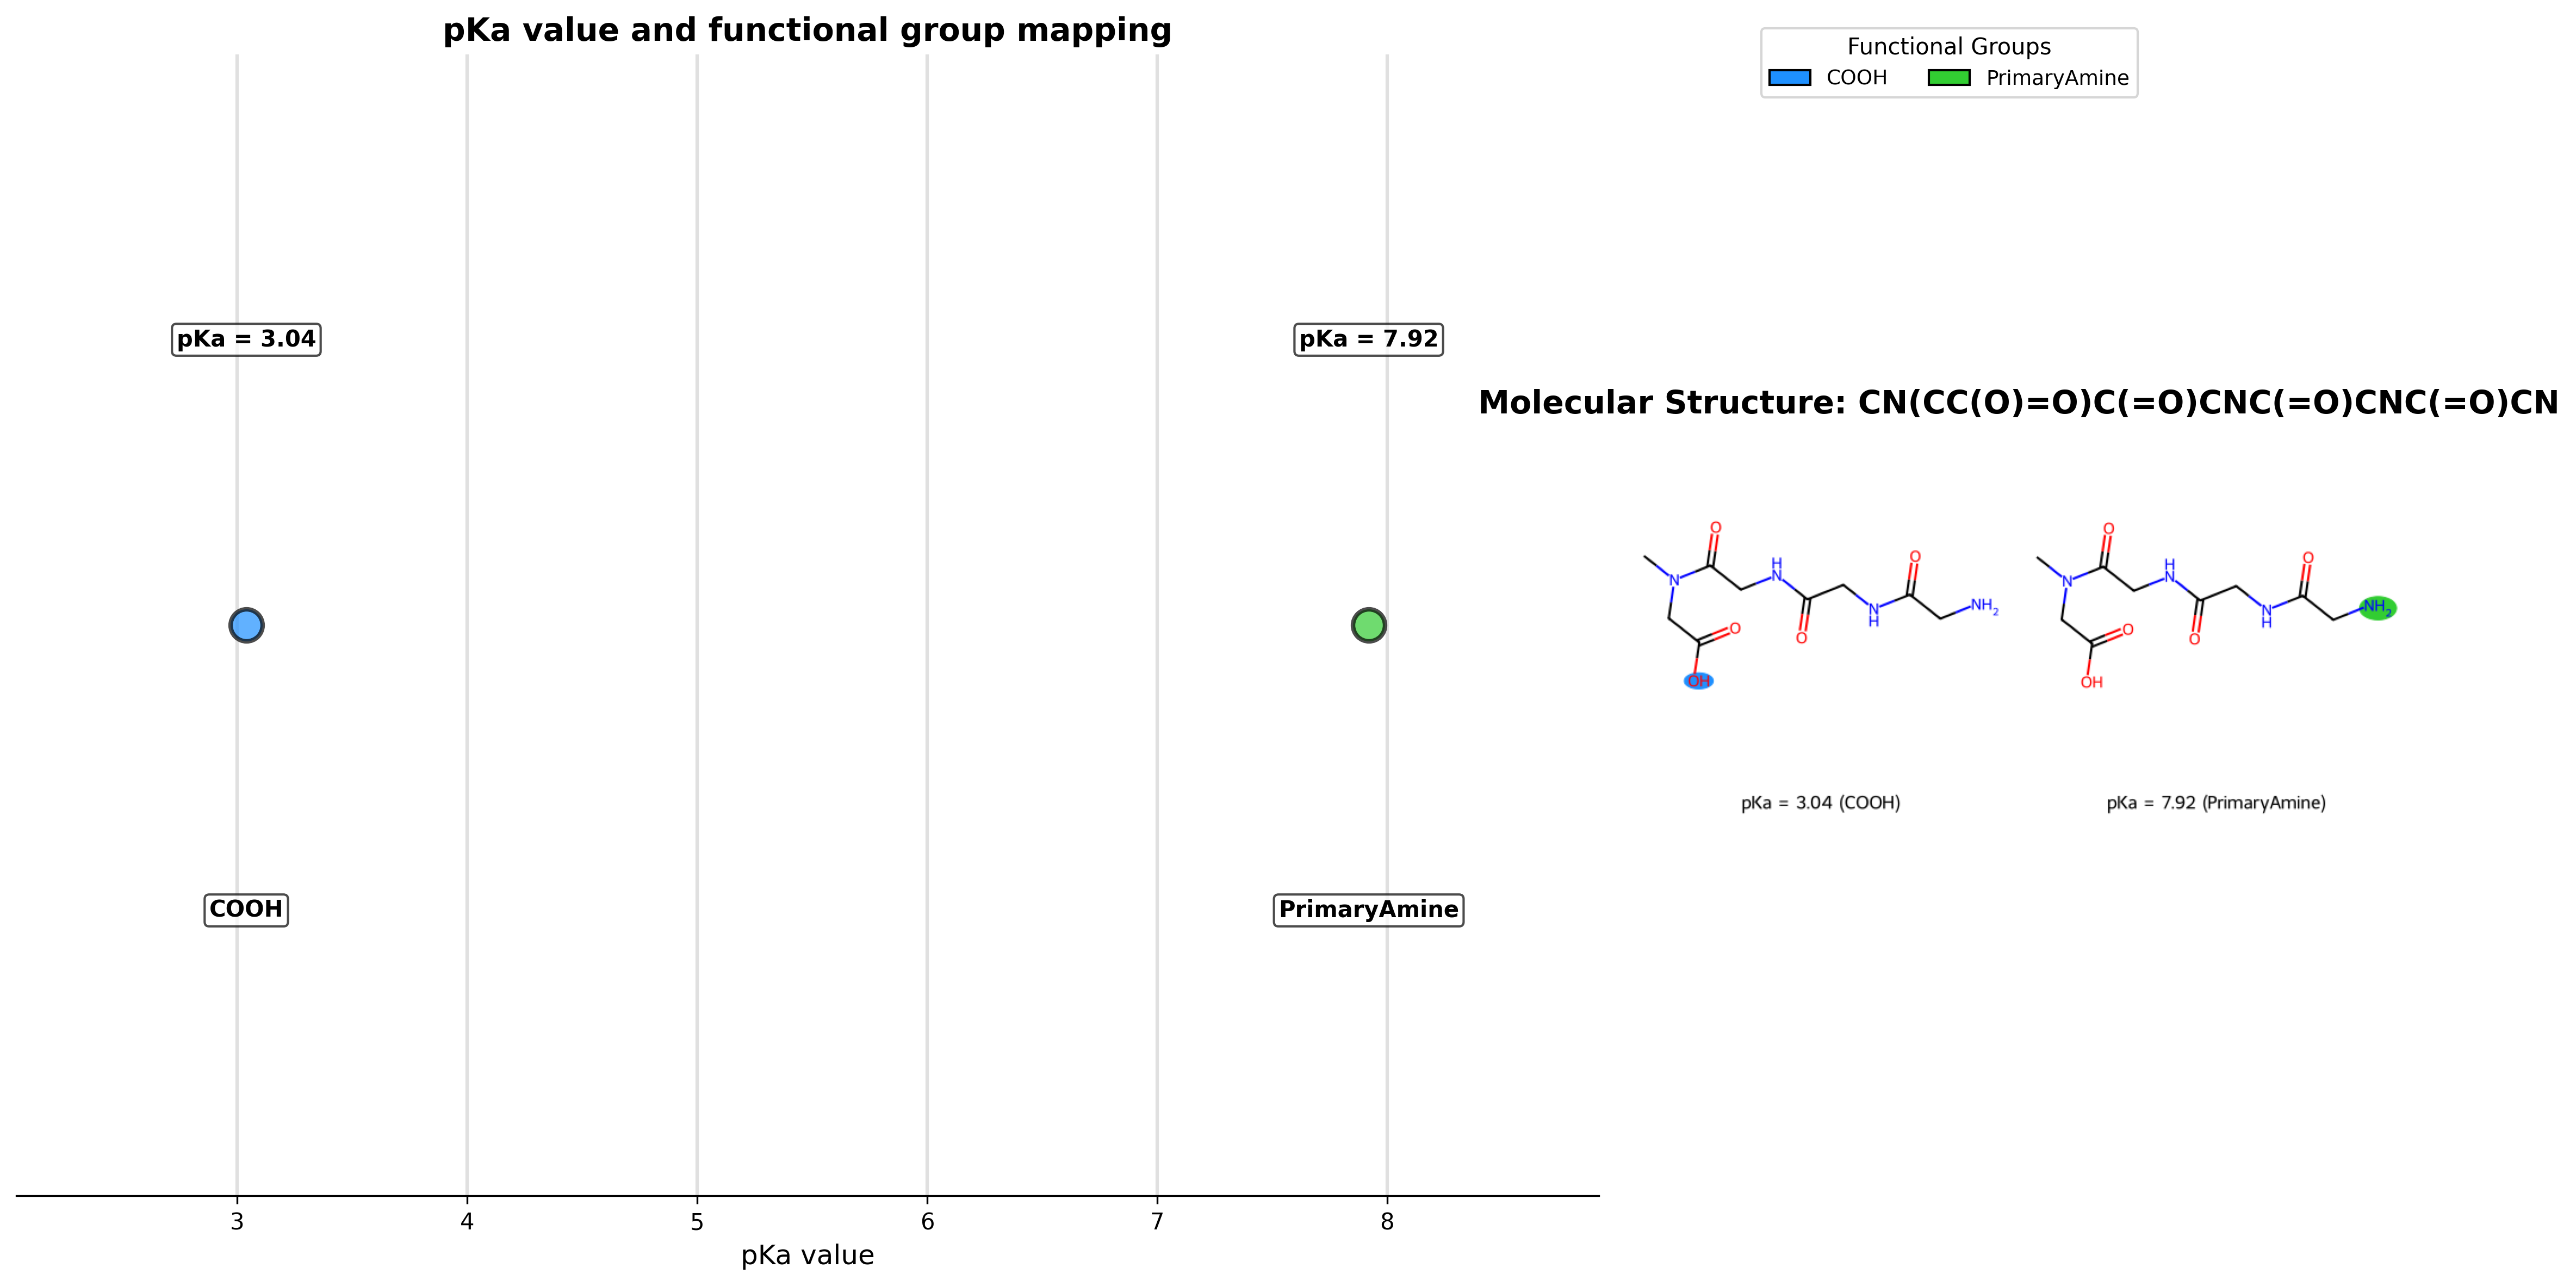 pKa value and functional group mapping
pKa = 3.04
pKa = 7.92
COOH
PrimaryAmine
3 4 5 6 7 8
pKa value
Functional Groups
COOH PrimaryAmine
Molecular Structure: CN(CC(O)=O)C(=O)CNC(=O)CNC(=O)CN
O
H
N
N
O
O
N
H
O
O
OH
NH₂
pKa = 3.04 (COOH)
O
H
N
N
O
O
N
H
O
O
OH
NH₂
pKa = 7.92 (PrimaryAmine)